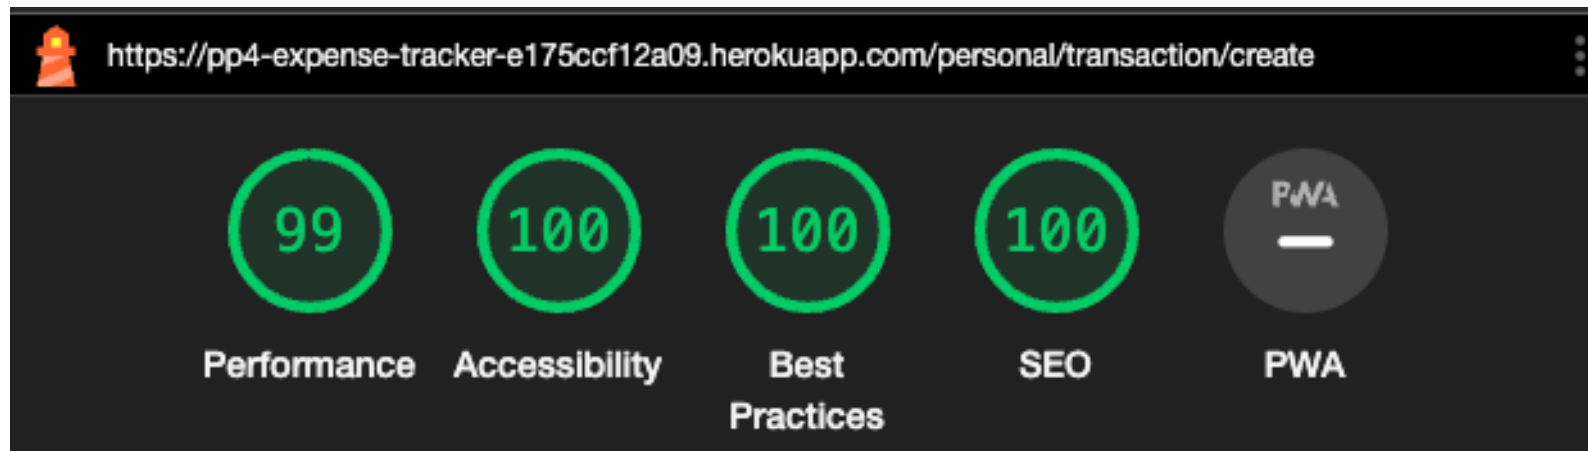 https://pp4-expense-tracker-e175ccf12a09.herokuapp.com/personal/transaction/create
99
100
100
100
PWA
Performance
Accessibility
Best
Practices
SEO
PWA